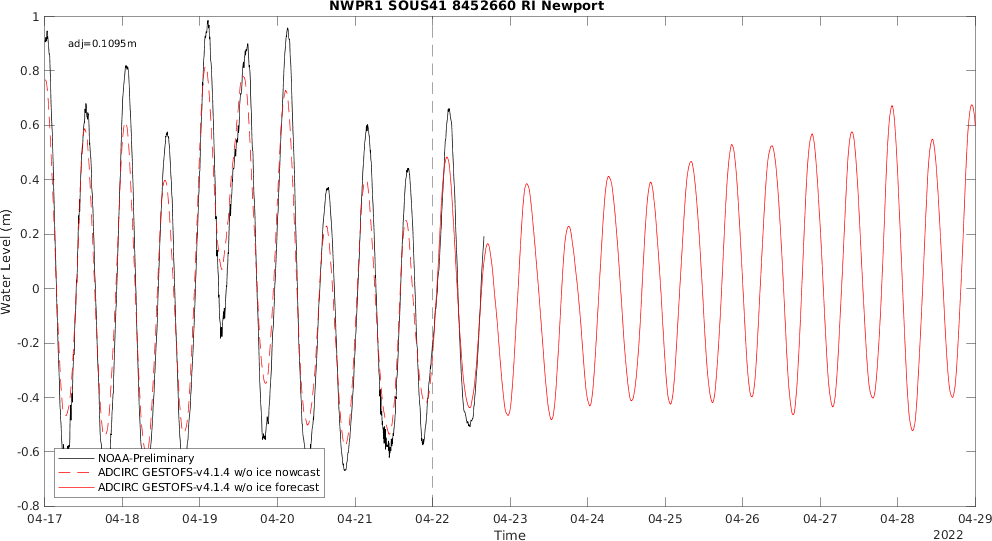 NWPR1 SOUS41 8452660 RI Newport
adj=0.1095m
1
0.8
0.6
0.4
0.2
0
-0.2
-0.4
-0.6
-0.8
Water Level (m)
NOAA-Preliminary
ADCIRC GESTOFS-v4.1.4 w/o ice nowcast
ADCIRC GESTOFS-v4.1.4 w/o ice forecast
04-17 04-18 04-19 04-20 04-21 04-22 04-23 04-24 04-25 04-26 04-27 04-28 04-29
Time
2022